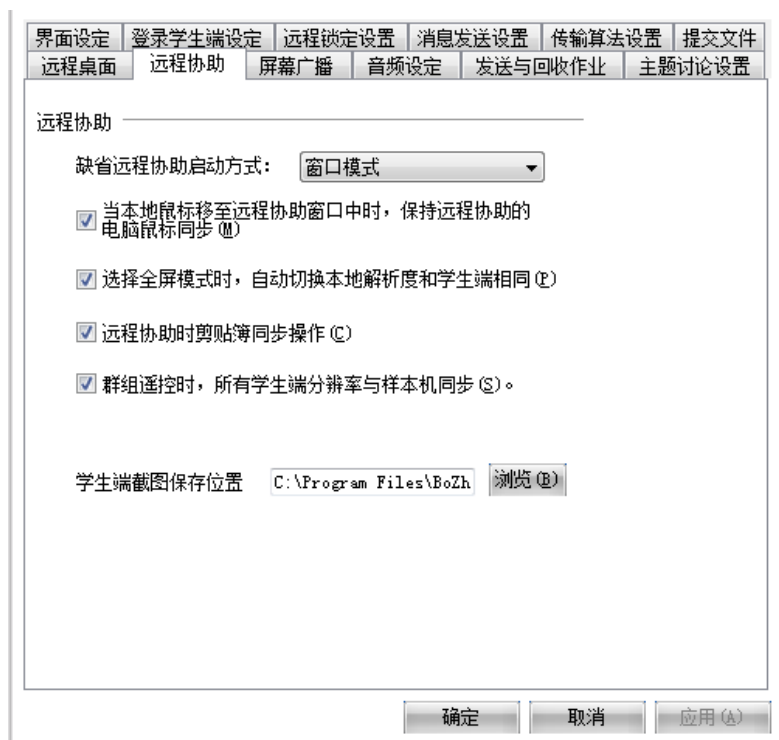 界面设定 登录学生端设定 远程锁定设置 消息发送设置 传输算法设置 提交文件
远程桌面 远程协助 屏幕广播 音频设定 发送与回收作业 主题讨论设置
远程协助
缺省远程协助启动方式： 窗口模式
当本地鼠标移至远程协助窗口中时，保持远程协助的
电脑鼠标同步(M)
选择全屏模式时，自动切换本地解析度和学生端相同(P)
远程协助时剪贴簿同步操作(C)
群组遥控时，所有学生端分辨率与样本机同步(S)。
学生端截图保存位置 C:\Program Files\BoZh 浏览(B)
确定 取消 应用(A)